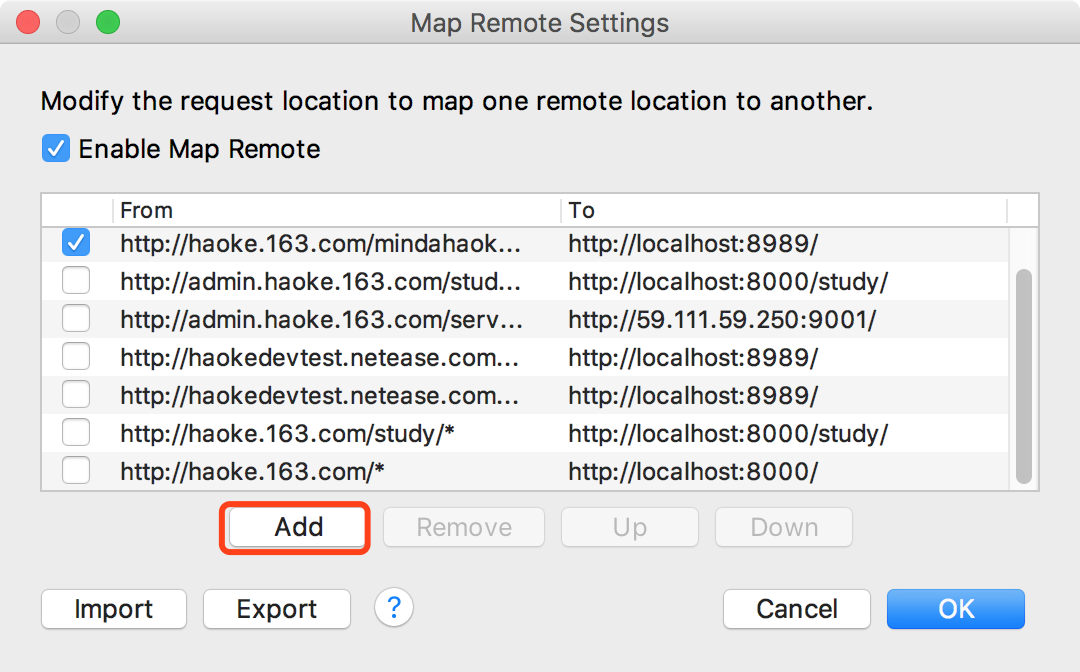 Map Remote Settings
Modify the request location to map one remote location to another.
Enable Map Remote
From To
http://haoke.163.com/mindahaok... http://localhost:8989/
http://admin.haoke.163.com/stud... http://localhost:8000/study/
http://admin.haoke.163.com/serv... http://59.111.59.250:9001/
http://haokedevtest.netease.com... http://localhost:8989/
http://haokedevtest.netease.com... http://localhost:8989/
http://haoke.163.com/study/* http://localhost:8000/study/
http://haoke.163.com/* http://localhost:8000/
Add Remove Up Down
Import Export ? Cancel OK